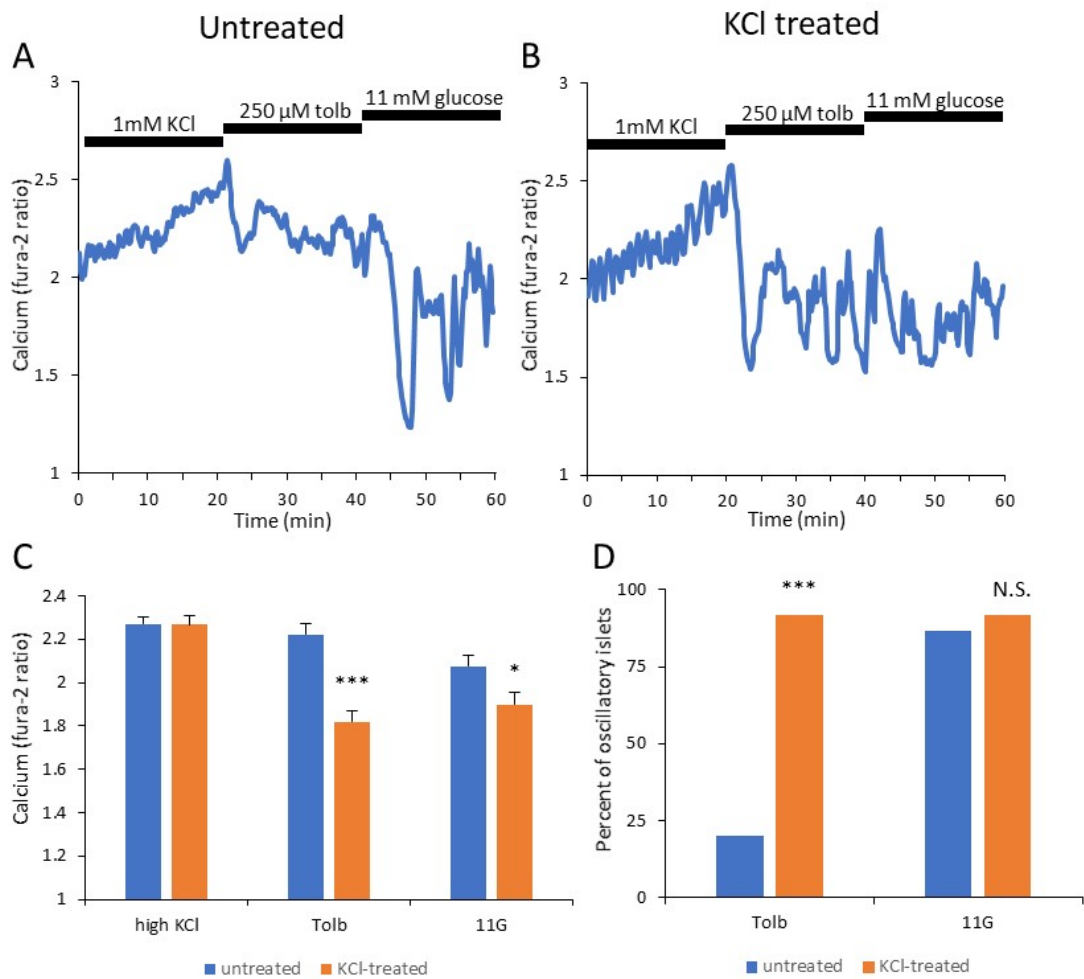 Untreated
KCl treated
A
B
3
2.5
2
1.5
1
Calcium (fura-2 ratio)
1mM KCl
250 µM tolb
11 mM glucose
0
10
20
30
40
50
60
Time (min)
3
2.5
2
1.5
1
Calcium (fura-2 ratio)
1mM KCl
250 µM tolb
11 mM glucose
0
10
20
30
40
50
60
Time (min)
C
D
2.4
2.2
2
1.8
1.6
1.4
1.2
1
Calcium (fura-2 ratio)
***
*
high KCl
Tolb
11G
untreated
KCl-treated
100
75
50
25
0
Percent of oscillatory islets
***
N.S.
Tolb
11G
untreated
KCl-treated